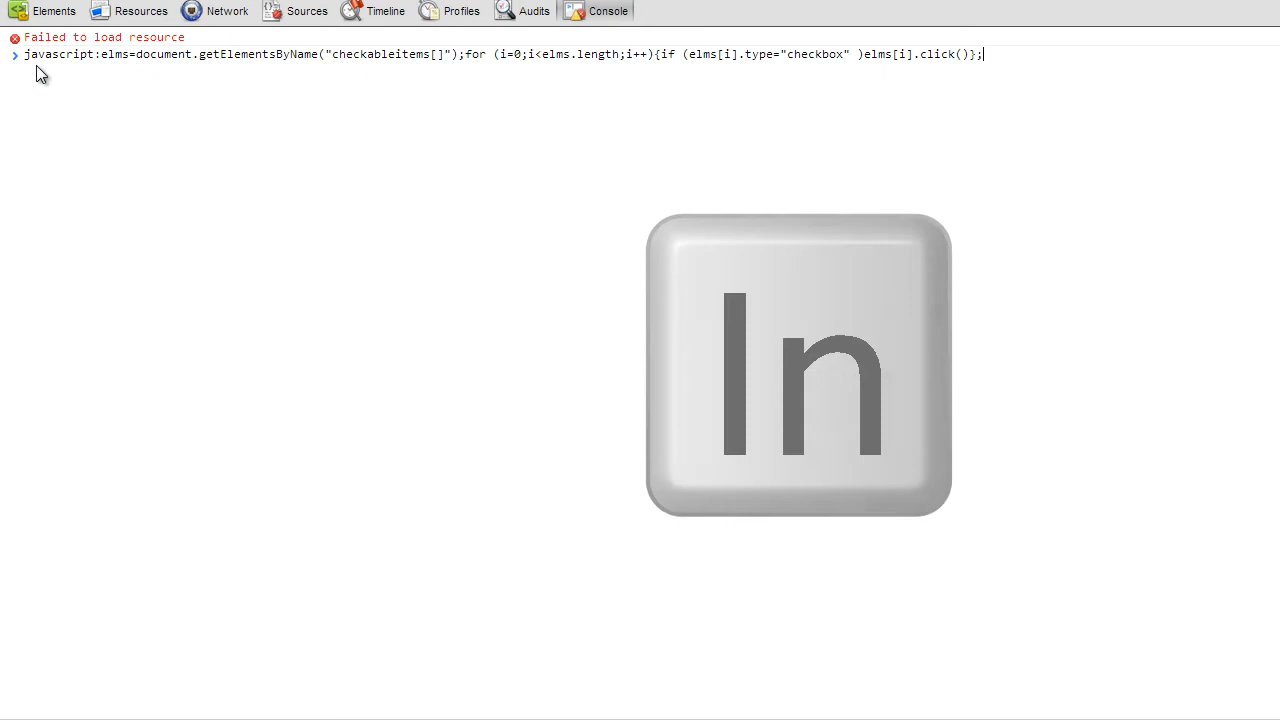 Elements Resources Network Sources Timeline Profiles Audits Console
Failed to load resource
javascript:elms=document.getElementsByName("checkableitems[]");for (i=0;i<elms.length;i++){if (elms[i].type="checkbox" )elms[i].click()};
In